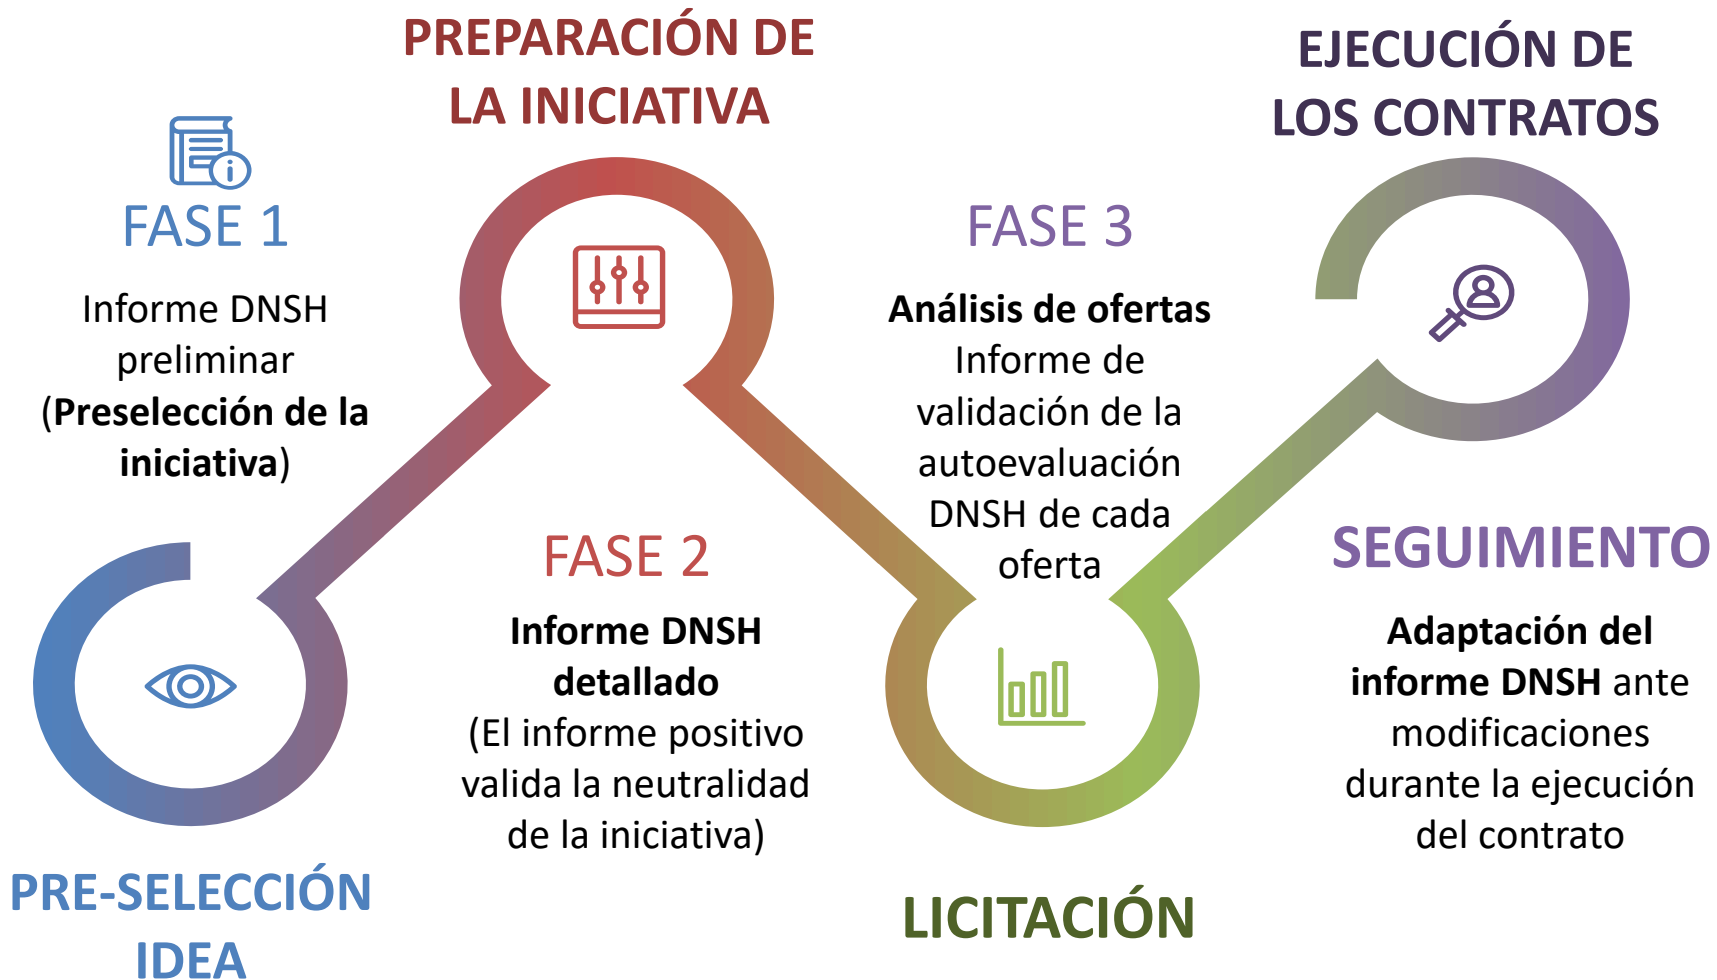 PRE-SELECCIÓN
IDEA
FASE 1
Informe DNSH
preliminar
(Preselección de la
iniciativa)
PREPARACIÓN DE
LA INICIATIVA
FASE 2
Informe DNSH
detallado
(El informe positivo
valida la neutralidad
de la iniciativa)
FASE 3
Análisis de ofertas
Informe de
validación de la
autoevaluación
DNSH de cada
oferta
LICITACIÓN
EJECUCIÓN DE
LOS CONTRATOS
SEGUIMIENTO
Adaptación del
informe DNSH ante
modificaciones
durante la ejecución
del contrato